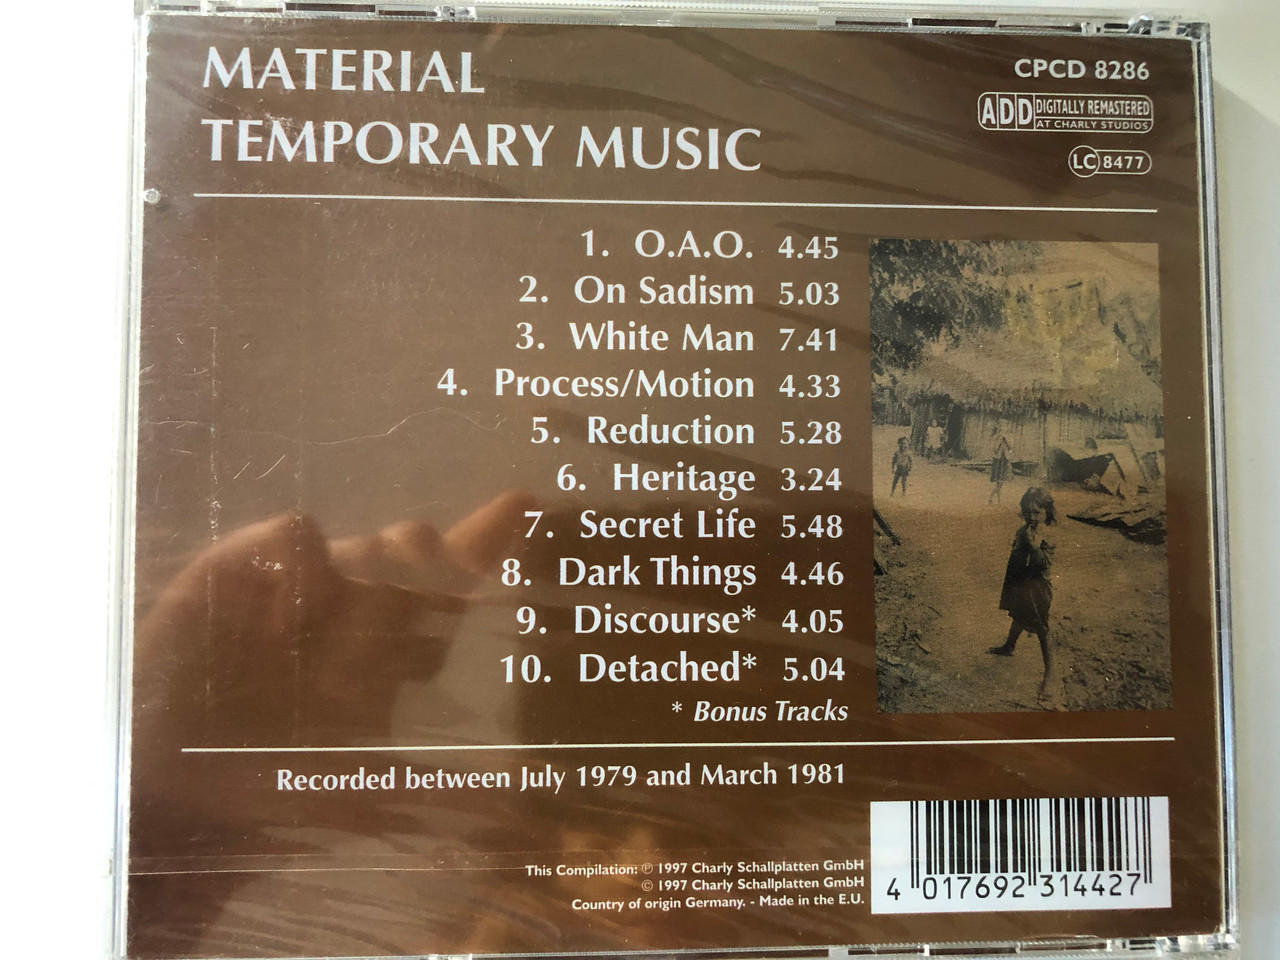 MATERIAL
TEMPORARY MUSIC
CPCD 8286
ADD DIGITALLY REMASTERED
AT CHARLY STUDIOS
LC 8477
1. O.A.O. 4.45
2. On Sadism 5.03
3. White Man 7.41
4. Process/Motion 4.33
5. Reduction 5.28
6. Heritage 3.24
7. Secret Life 5.48
8. Dark Things 4.46
9. Discourse* 4.05
10. Detached* 5.04
* Bonus Tracks
Recorded between July 1979 and March 1981
This Compilation: ℗ 1997 Charly Schallplatten GmbH
© 1997 Charly Schallplatten GmbH
Country of origin Germany. - Made in the E.U.
4 017692 314427